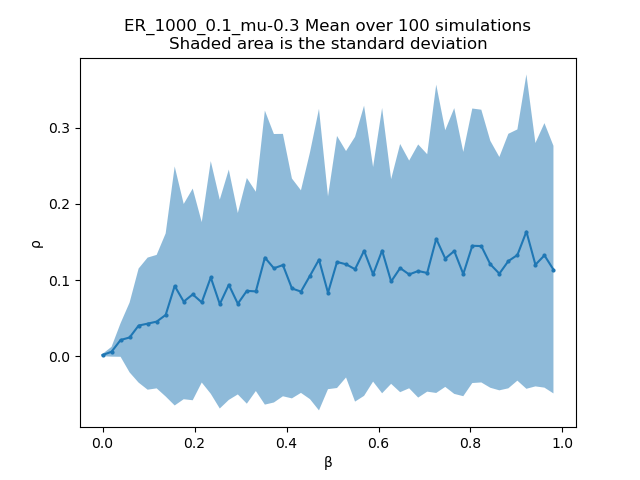 ER_1000_0.1_mu-0.3 Mean over 100 simulations
Shaded area is the standard deviation
0.3
0.2
0.1
0.0
ρ
0.0 0.2 0.4 0.6 0.8 1.0
β